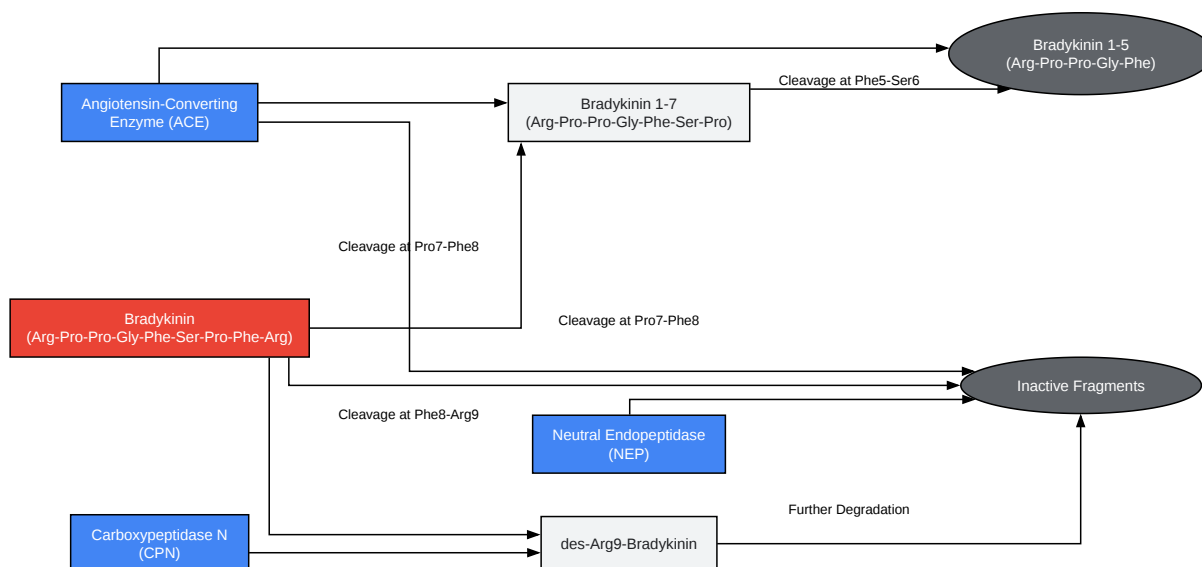 Bradykinin 1-5
(Arg-Pro-Pro-Gly-Phe)
Cleavage at Phe5-Ser6
Angiotensin-Converting
Enzyme (ACE)
Bradykinin 1-7
(Arg-Pro-Pro-Gly-Phe-Ser-Pro)
Cleavage at Pro7-Phe8
Bradykinin
(Arg-Pro-Pro-Gly-Phe-Ser-Pro-Phe-Arg)
Cleavage at Pro7-Phe8
Inactive Fragments
Cleavage at Phe8-Arg9
Neutral Endopeptidase
(NEP)
Further Degradation
Carboxypeptidase N
(CPN)
des-Arg9-Bradykinin